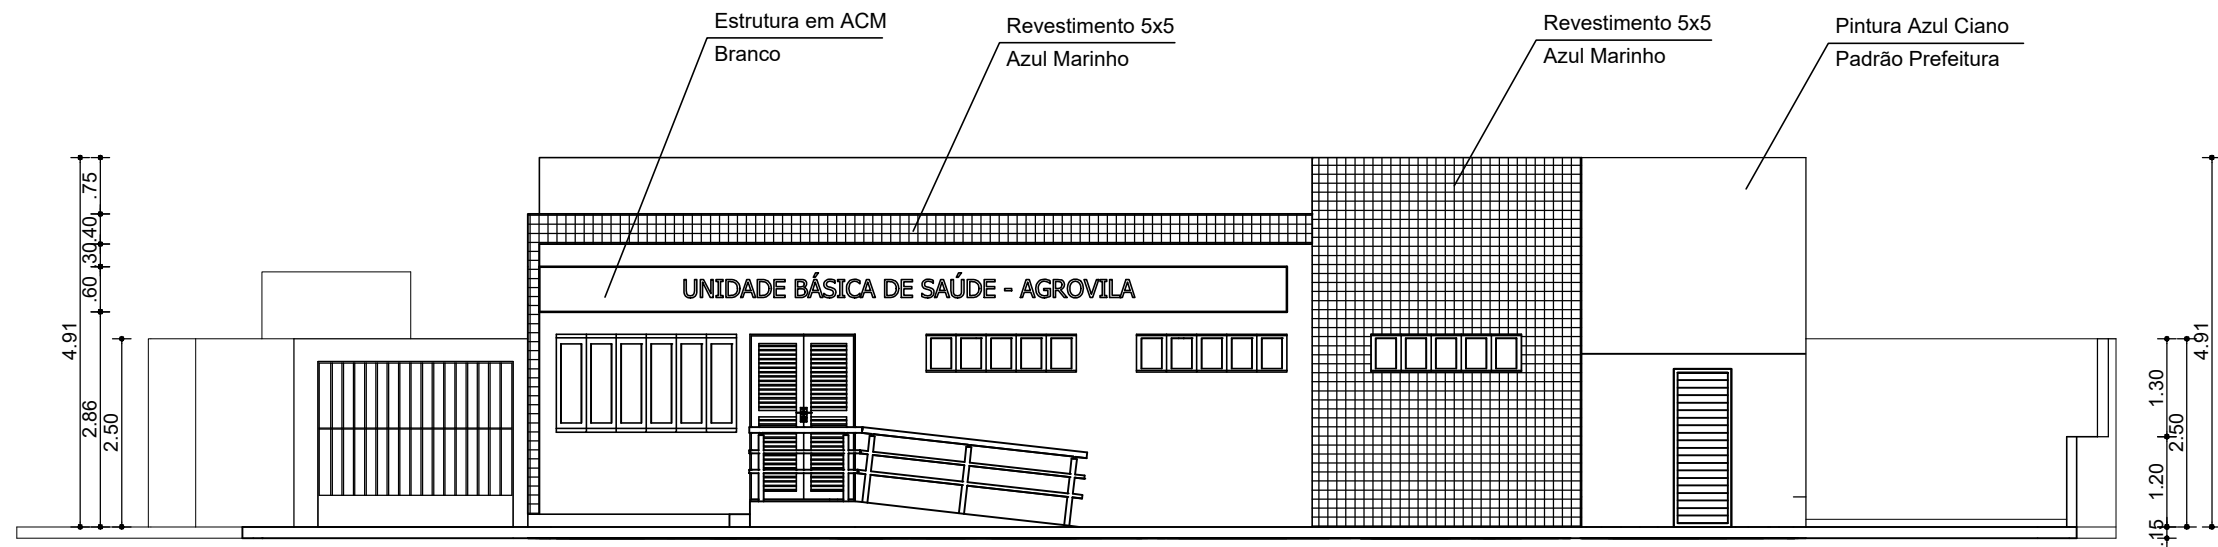 Estrutura em ACM
Branco
Revestimento 5x5
Azul Marinho
Revestimento 5x5
Azul Marinho
Pintura Azul Ciano
Padrão Prefeitura
UNIDADE BÁSICA DE SAÚDE - AGROVILA
4.91
.75
.40
.30
.60
2.86
2.50
1.30
1.20
.15
2.50
4.91